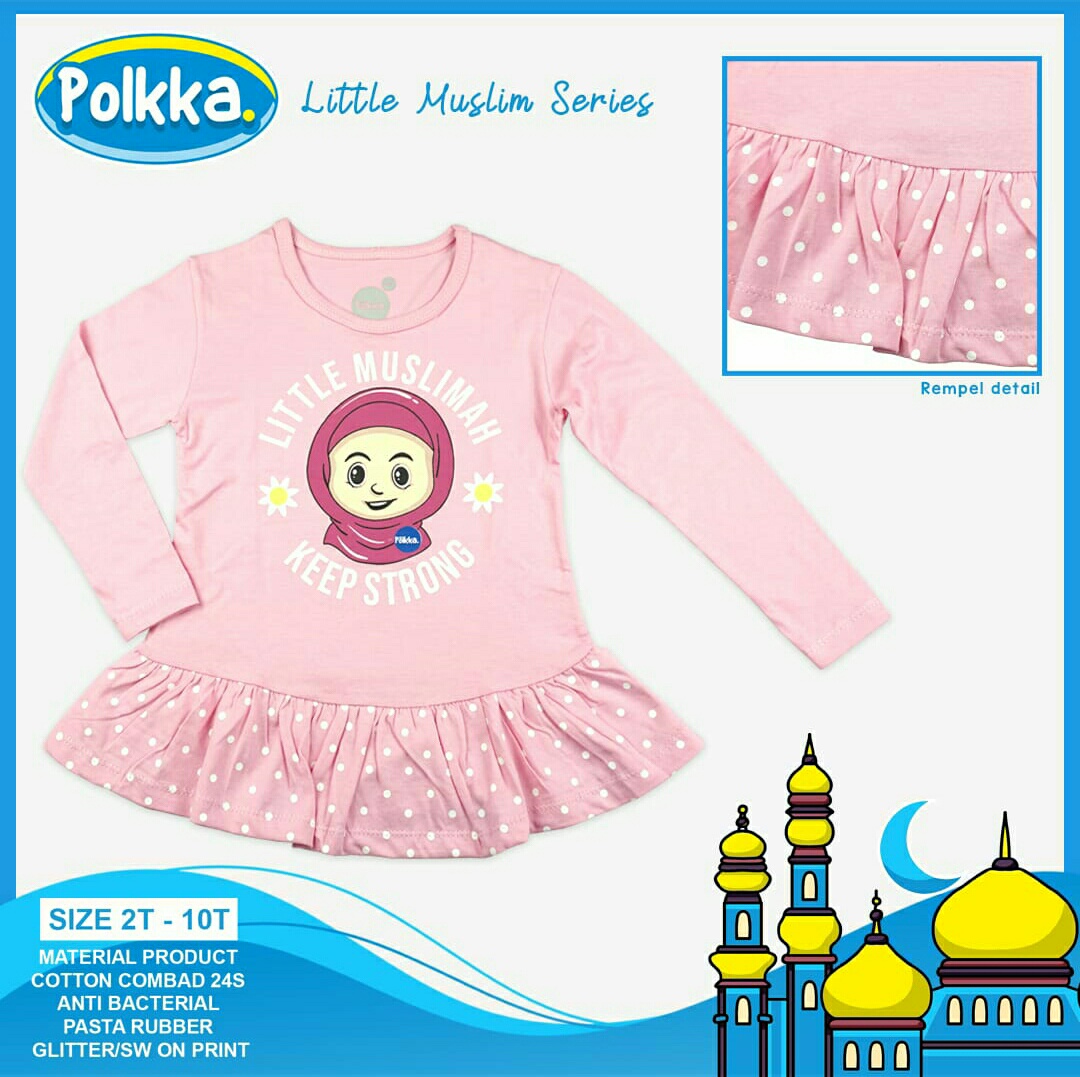 Polkka.
Little Muslim Series
Rempel detail
LITTLE MUSLIMAH
Polkka.
KEEP STRONG
SIZE 2T - 10T
MATERIAL PRODUCT
COTTON COMBAD 24S
ANTI BACTERIAL
PASTA RUBBER
GLITTER/SW ON PRINT